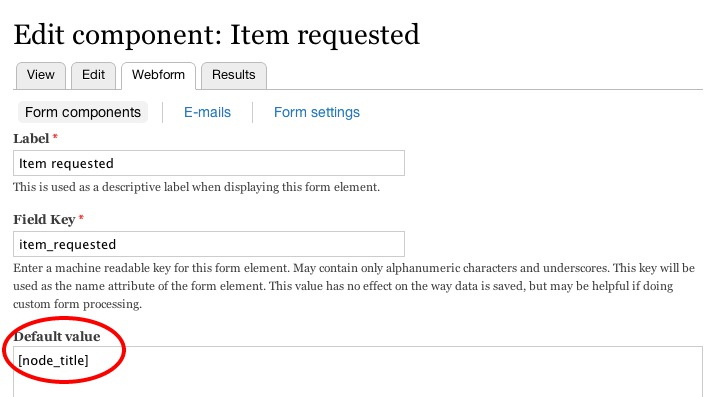 Edit component: Item requested
View Edit Webform Results
Form components E-mails Form settings
Label *
Item requested
This is used as a descriptive label when displaying this form element.
Field Key *
item_requested
Enter a machine readable key for this form element. May contain only alphanumeric characters and underscores. This key will be
used as the name attribute of the form element. This value has no effect on the way data is saved, but may be helpful if doing
custom form processing.
Default value
[node_title]